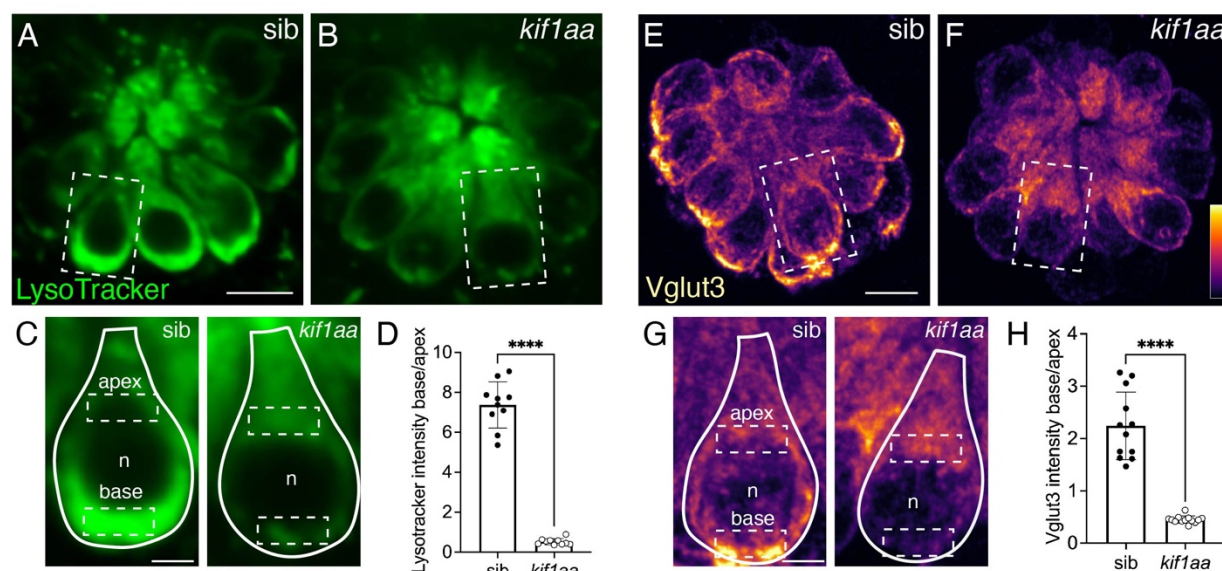 A
sib
B
kif1aa
LysoTracker
C
sib
kif1aa
apex
n
n
base
D
Lysotracker intensity base/apex
****
10
8
6
4
2
0
sib
kif1aa
E
sib
F
kif1aa
Vglut3
G
sib
kif1aa
apex
n
n
base
H
Vglut3 intensity base/apex
****
4
3
2
1
0
sib
kif1aa